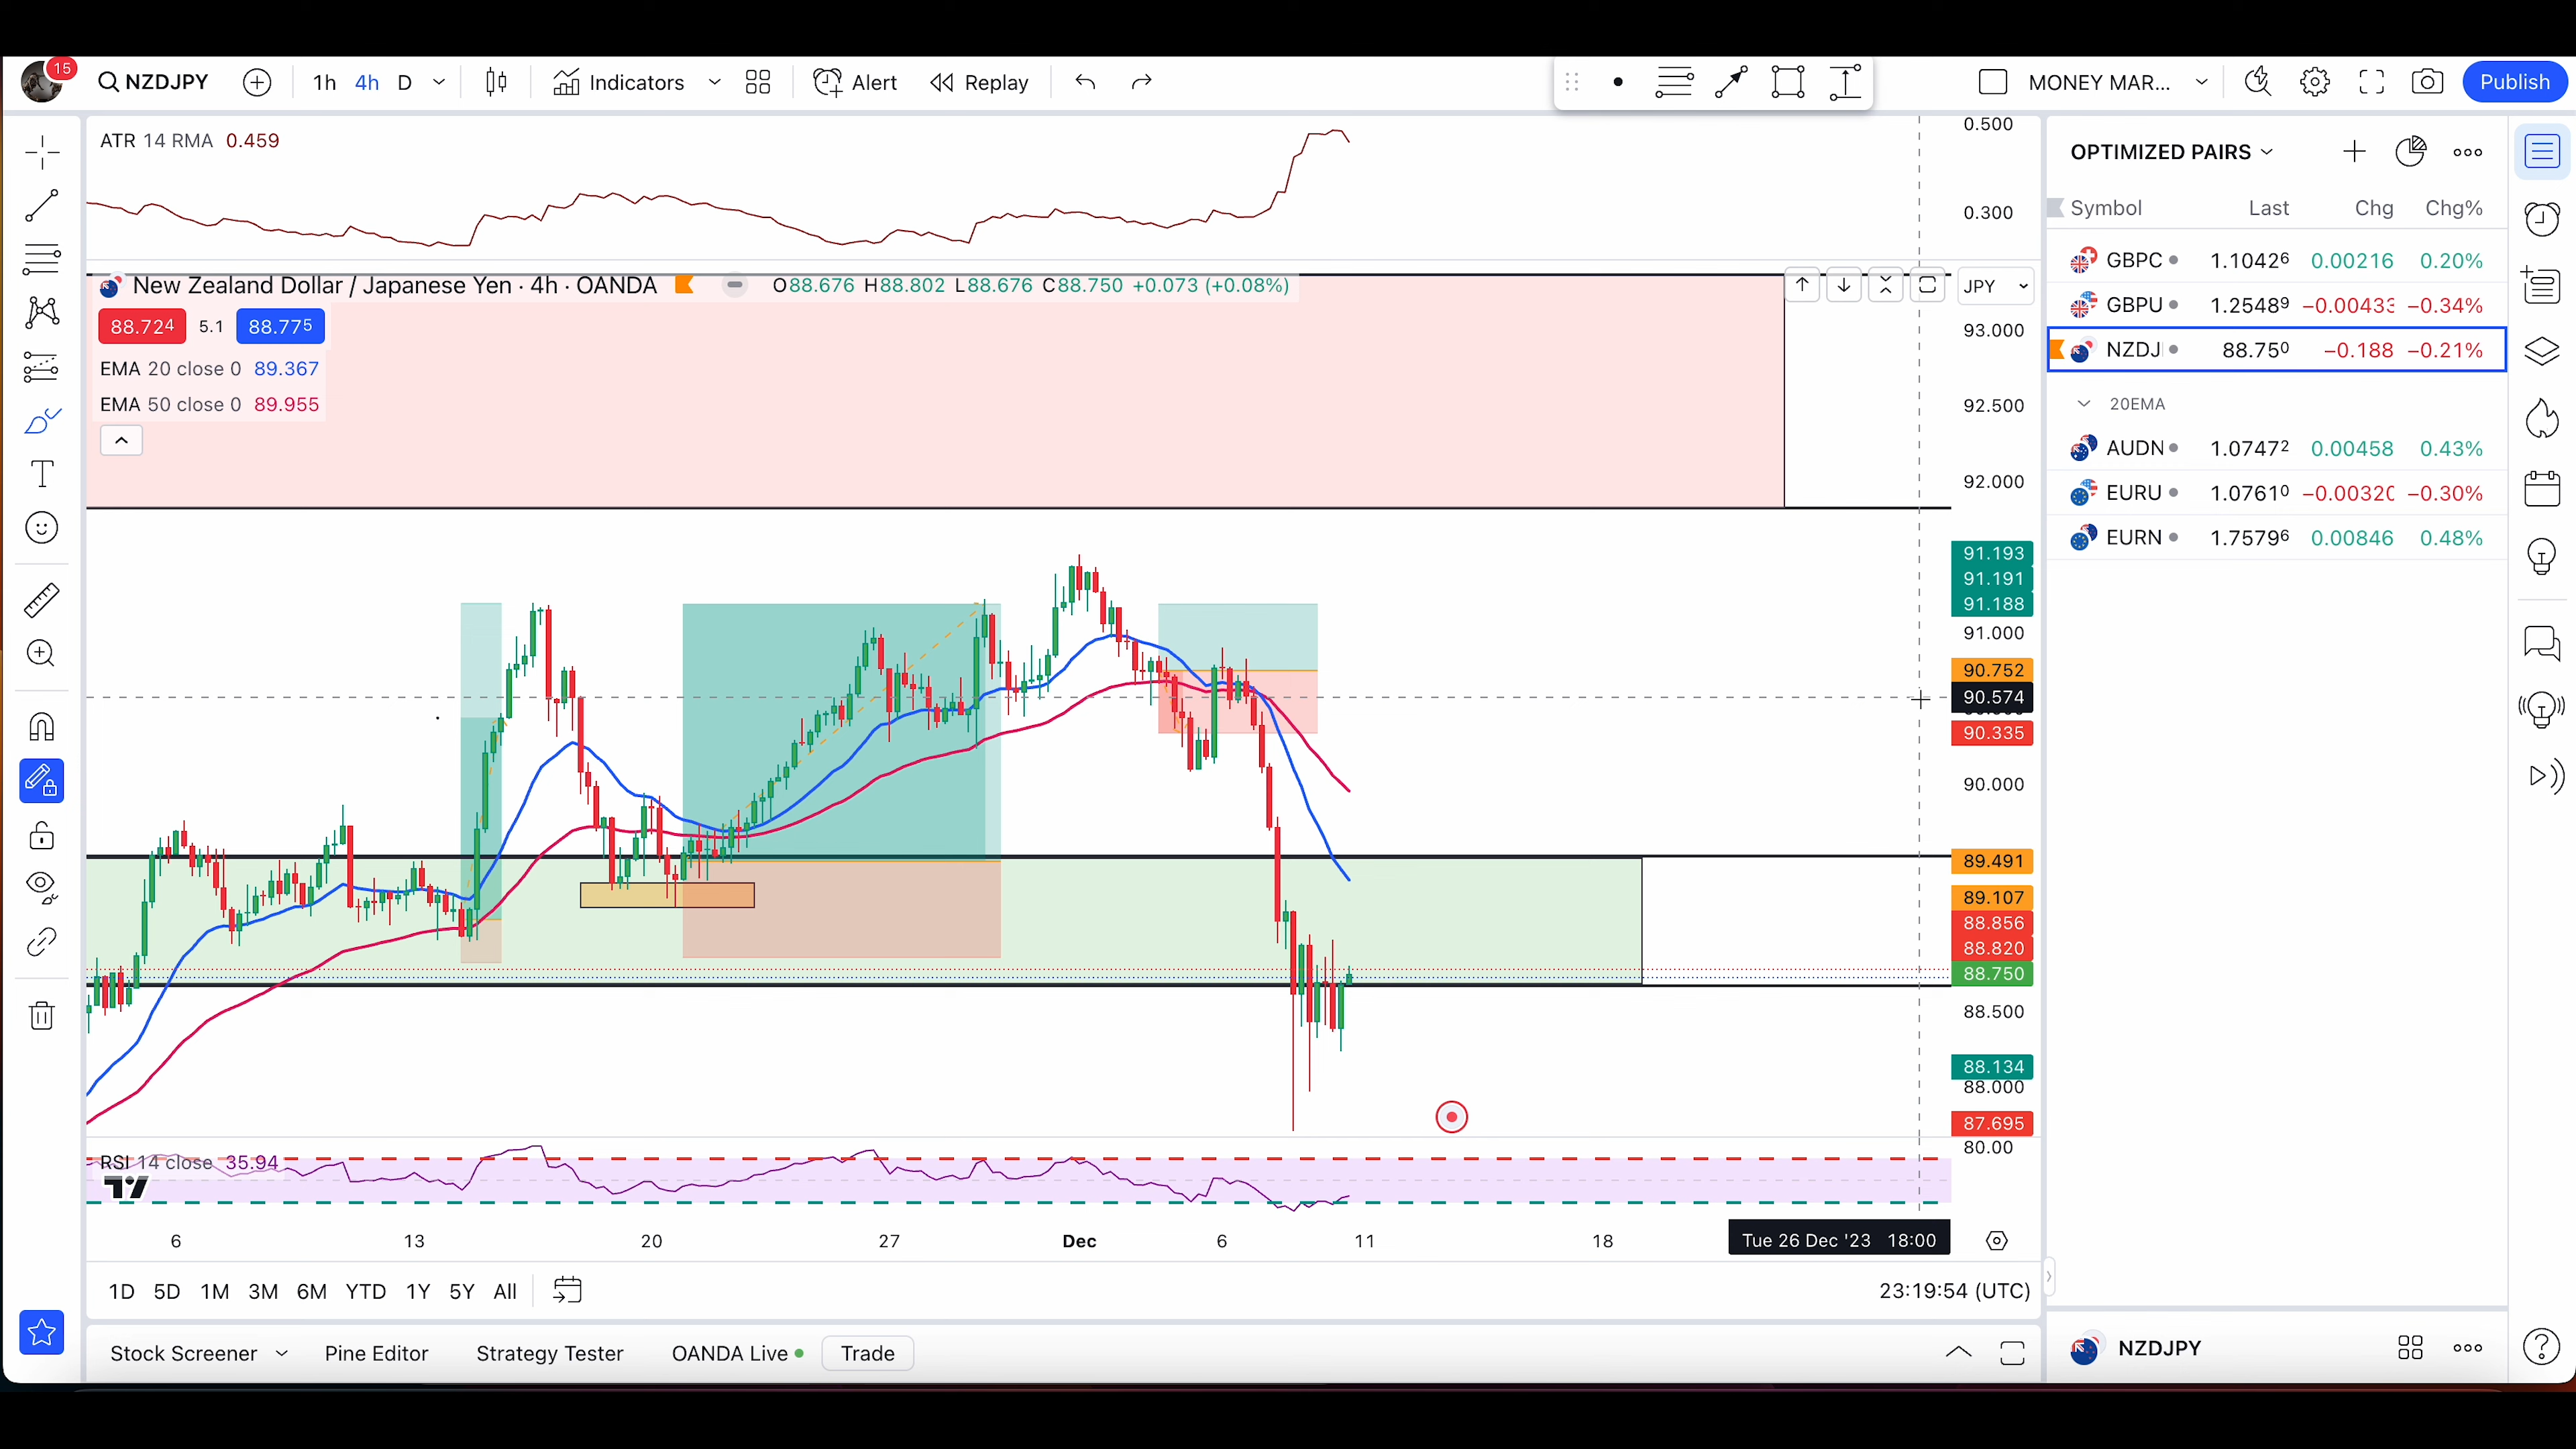 15
NZDJPY
1h 4h D
Indicators
Alert
Replay
MONEY MAR...
Publish
ATR 14 RMA 0.459
0.500
0.300
New Zealand Dollar / Japanese Yen · 4h · OANDA
O88.676 H88.802 L88.676 C88.750 +0.073 (+0.08%)
JPY
88.724 5.1 88.775
EMA 20 close 0 89.367
EMA 50 close 0 89.955
93.000
92.500
92.000
91.193
91.191
91.188
91.000
90.752
90.574
90.335
90.000
89.491
89.107
88.856
88.820
88.750
88.500
88.134
88.000
87.695
80.00
RSI 14 close 35.94
6 13 20 27 Dec 6 11 18
Tue 26 Dec '23 18:00
1D 5D 1M 3M 6M YTD 1Y 5Y All
23:19:54 (UTC)
Stock Screener Pine Editor Strategy Tester OANDA Live Trade
OPTIMIZED PAIRS
Symbol Last Chg Chg%
GBPC 1.10426 0.00216 0.20%
GBPU 1.25489 −0.00433 −0.34%
NZDJ 88.750 −0.188 −0.21%
20EMA
AUDN 1.07472 0.00458 0.43%
EURU 1.07610 −0.00320 −0.30%
EURN 1.75796 0.00846 0.48%
NZDJPY